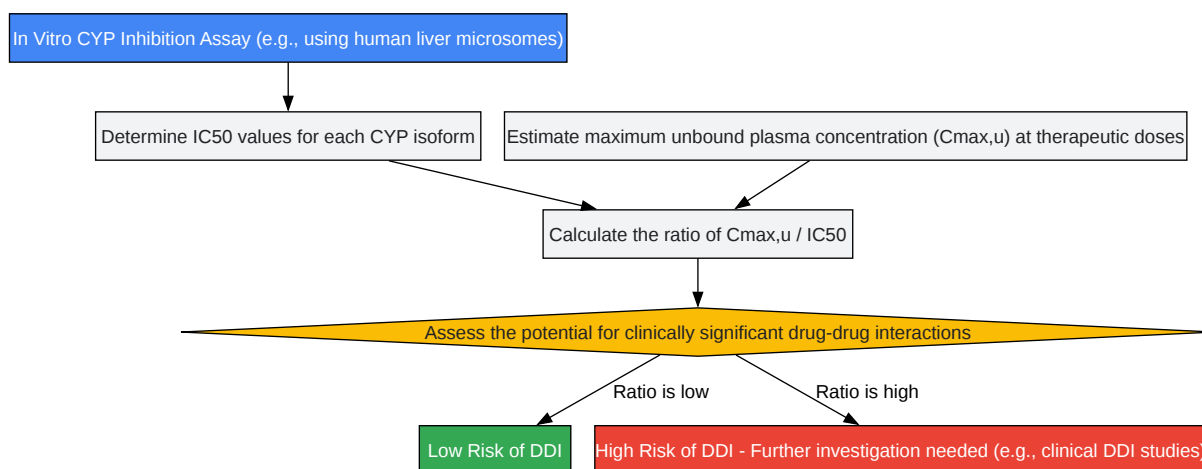 In Vitro CYP Inhibition Assay (e.g., using human liver microsomes)
Determine IC50 values for each CYP isoform
Estimate maximum unbound plasma concentration (Cmax,u) at therapeutic doses
Calculate the ratio of Cmax,u / IC50
Assess the potential for clinically significant drug-drug interactions
Ratio is low
Ratio is high
Low Risk of DDI
High Risk of DDI - Further investigation needed (e.g., clinical DDI studies)